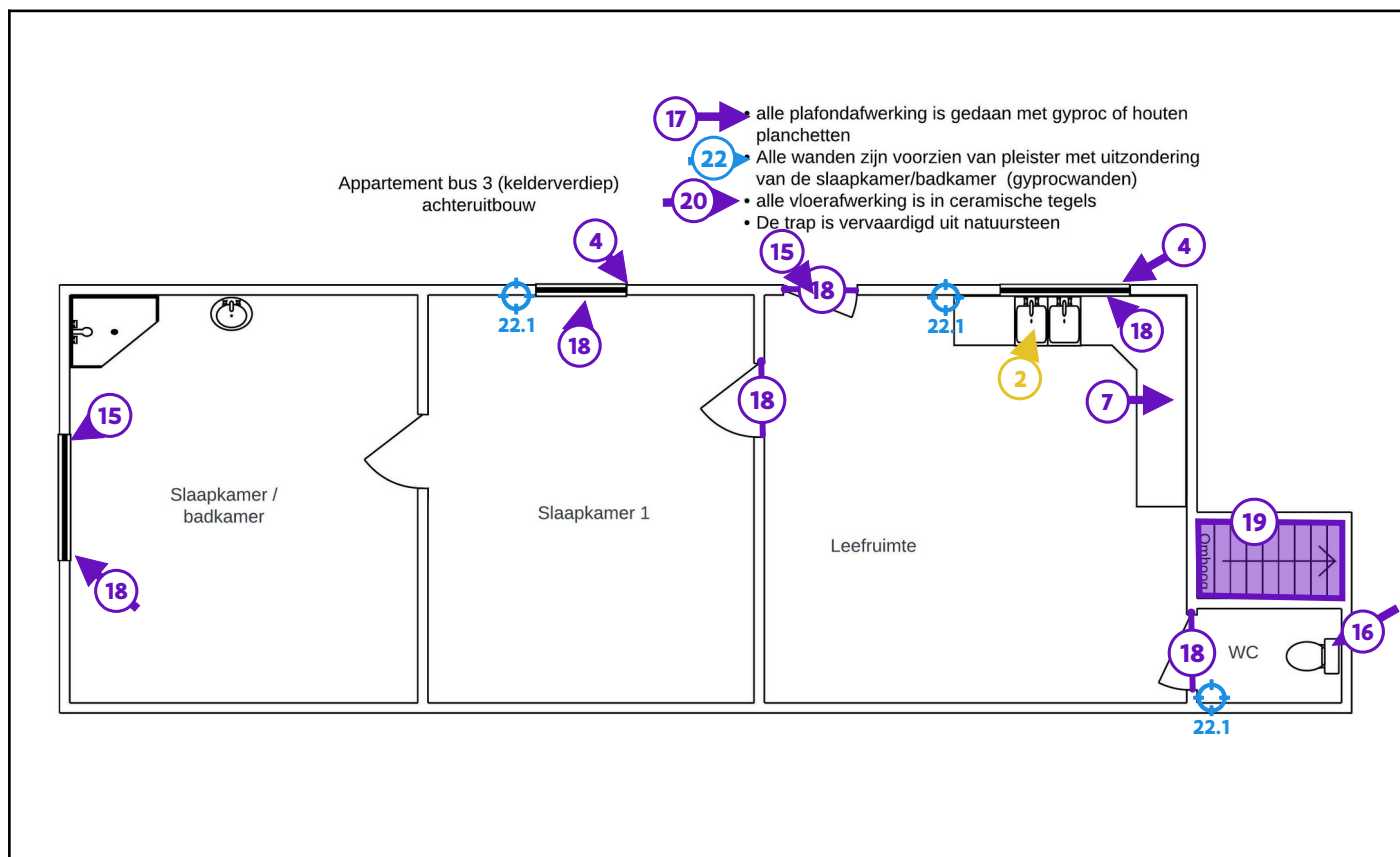 17
• alle plafondafwerking is gedaan met gyproc of houten
planchetten
22
• Alle wanden zijn voorzien van pleister met uitzondering
van de slaapkamer/badkamer (gyprocwanden)
20
• alle vloerafwerking is in ceramische tegels
• De trap is vervaardigd uit natuursteen
Appartement bus 3 (kelderverdiep)
achteruitbouw
4
15
4
18
22.1
18
22.1
18
2
18
7
15
Slaapkamer /
badkamer
Slaapkamer 1
Leefruimte
19
Omhoog
18
18
WC
16
22.1